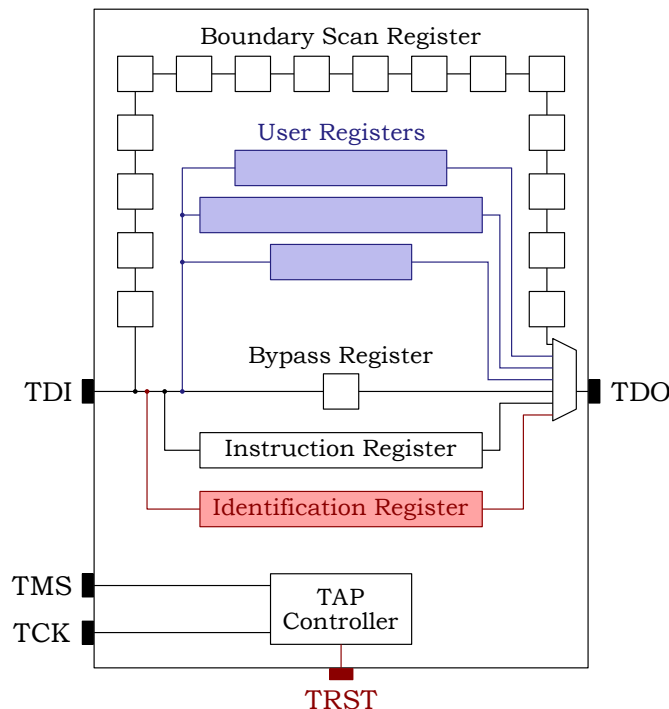 Boundary Scan Register
User Registers
Bypass Register
TDI
TDO
Instruction Register
Identification Register
TMS
TAP
Controller
TCK
TRST